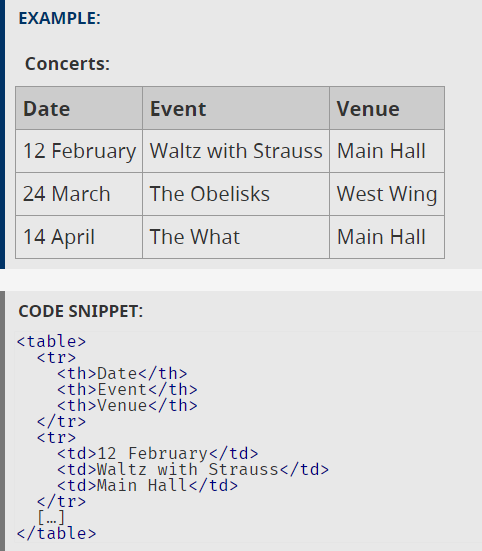 EXAMPLE:
Concerts:
Date Event Venue
12 February Waltz with Strauss Main Hall
24 March The Obelisks West Wing
14 April The What Main Hall
CODE SNIPPET:
<table>
  <tr>
    <th>Date</th>
    <th>Event</th>
    <th>Venue</th>
  </tr>
  <tr>
    <td>12 February</td>
    <td>Waltz with Strauss</td>
    <td>Main Hall</td>
  </tr>
  […]
</table>